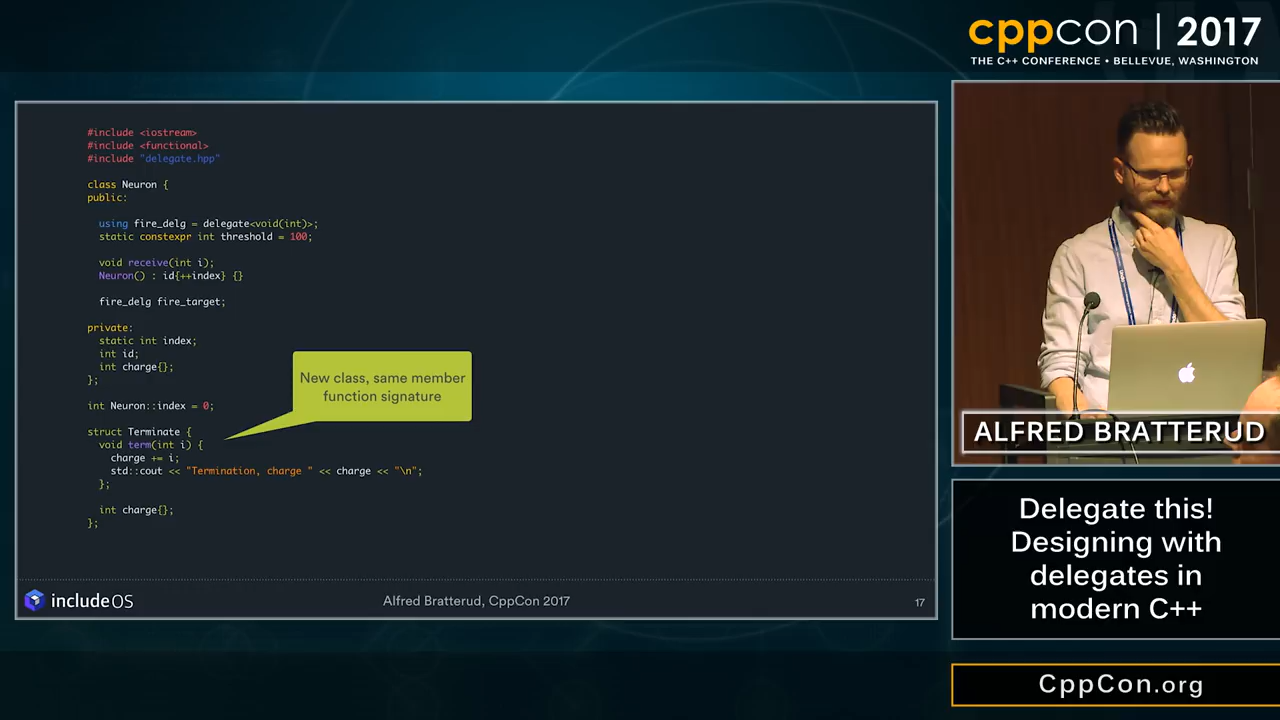 cppcon | 2017
THE C++ CONFERENCE • BELLEVUE, WASHINGTON
#include <iostream>
#include <functional>
#include "delegate.hpp"
class Neuron {
public:
using fire_delg = delegate<void(int)>;
static constexpr int threshold = 100;
void receive(int i);
Neuron() : id{++index} {}
fire_delg fire_target;
private:
static int index;
int id;
int charge{};
};
int Neuron::index = 0;
struct Terminate {
void term(int i) {
charge += i;
std::cout << "Termination, charge " << charge << "\n";
};
int charge{};
};
New class, same member
function signature
includeOS
Alfred Bratterud, CppCon 2017
17
ALFRED BRATTERUD
Delegate this!
Designing with
delegates in
modern C++
CppCon.org